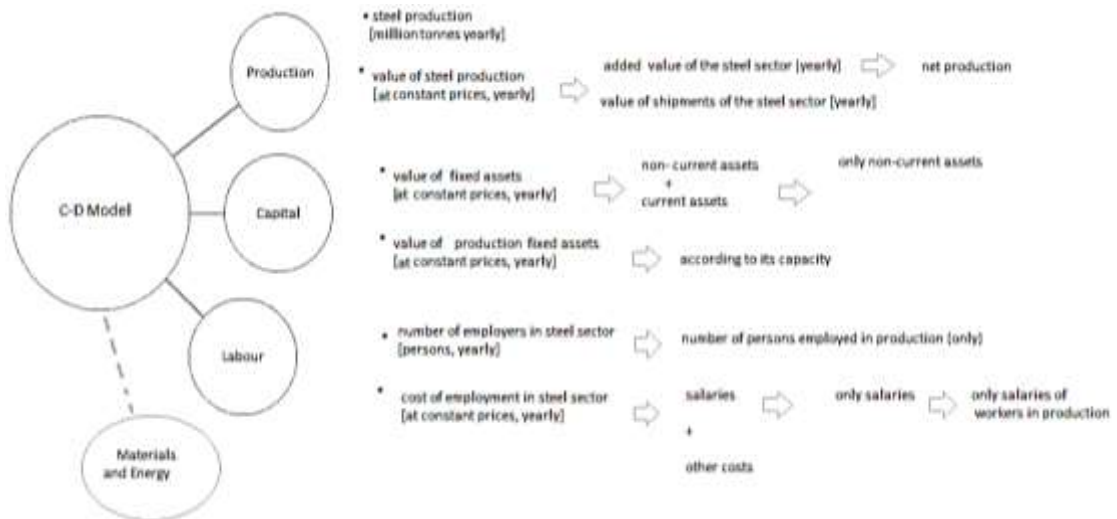 • steel production
[million tonnes yearly]
Production
• value of steel production
[at constant prices, yearly]
added value of the steel sector [yearly]
net production
value of shipments of the steel sector [yearly]
C-D Model
Capital
• value of fixed assets
[at constant prices, yearly]
non- current assets
+
current assets
only non-current assets
• value of production fixed assets
[at constant prices, yearly]
according to its capacity
Labour
• number of employers in steel sector
[persons, yearly]
number of persons employed in production (only)
• cost of employment in steel sector
[at constant prices, yearly]
salaries
+
other costs
only salaries
only salaries of
workers in production
Materials
and Energy